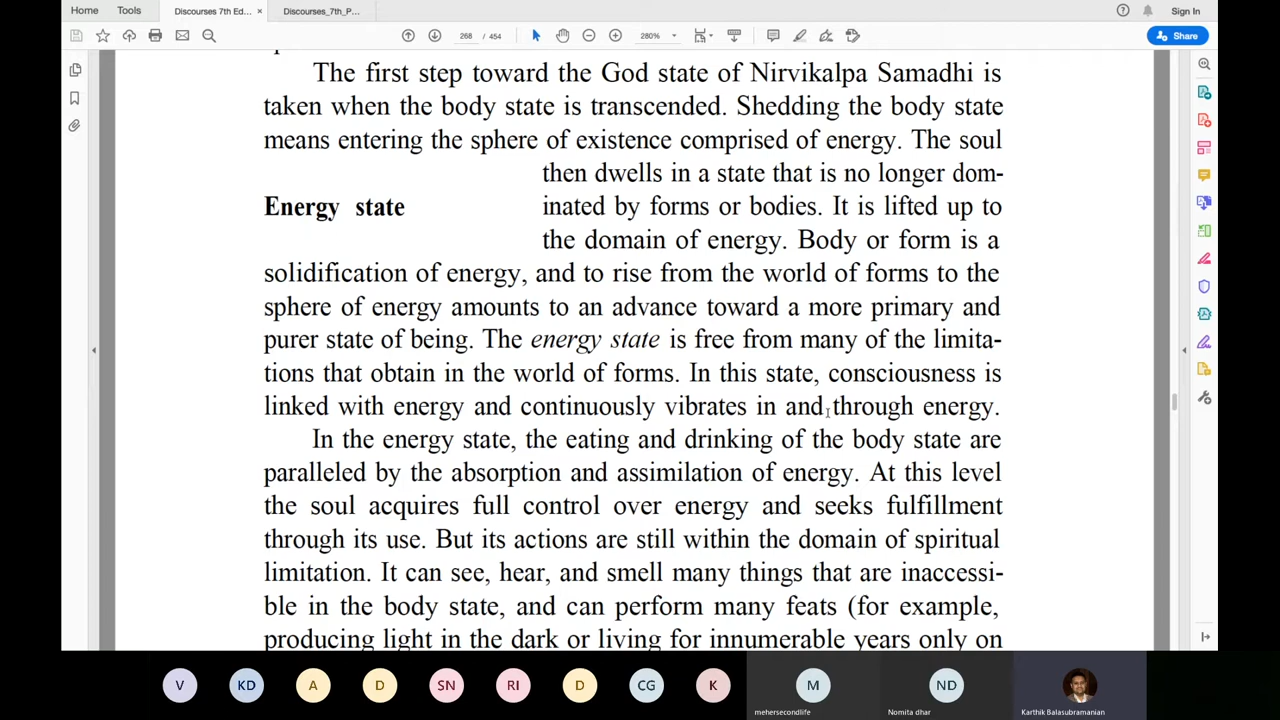 Home Tools Discourses 7th Ed... × Discourses_7th_P... Sign In
268 / 454 280% Share
The first step toward the God state of Nirvikalpa Samadhi is
taken when the body state is transcended. Shedding the body state
means entering the sphere of existence comprised of energy. The soul
then dwells in a state that is no longer dom-
Energy state
inated by forms or bodies. It is lifted up to
the domain of energy. Body or form is a
solidification of energy, and to rise from the world of forms to the
sphere of energy amounts to an advance toward a more primary and
purer state of being. The energy state is free from many of the limita-
tions that obtain in the world of forms. In this state, consciousness is
linked with energy and continuously vibrates in and through energy.
In the energy state, the eating and drinking of the body state are
paralleled by the absorption and assimilation of energy. At this level
the soul acquires full control over energy and seeks fulfillment
through its use. But its actions are still within the domain of spiritual
limitation. It can see, hear, and smell many things that are inaccessi-
ble in the body state, and can perform many feats (for example,
producing light in the dark or living for innumerable years only on
V KD A D SN RI D CG K M ND
mehersecondlife Nomita dhar Karthik Balasubramanian